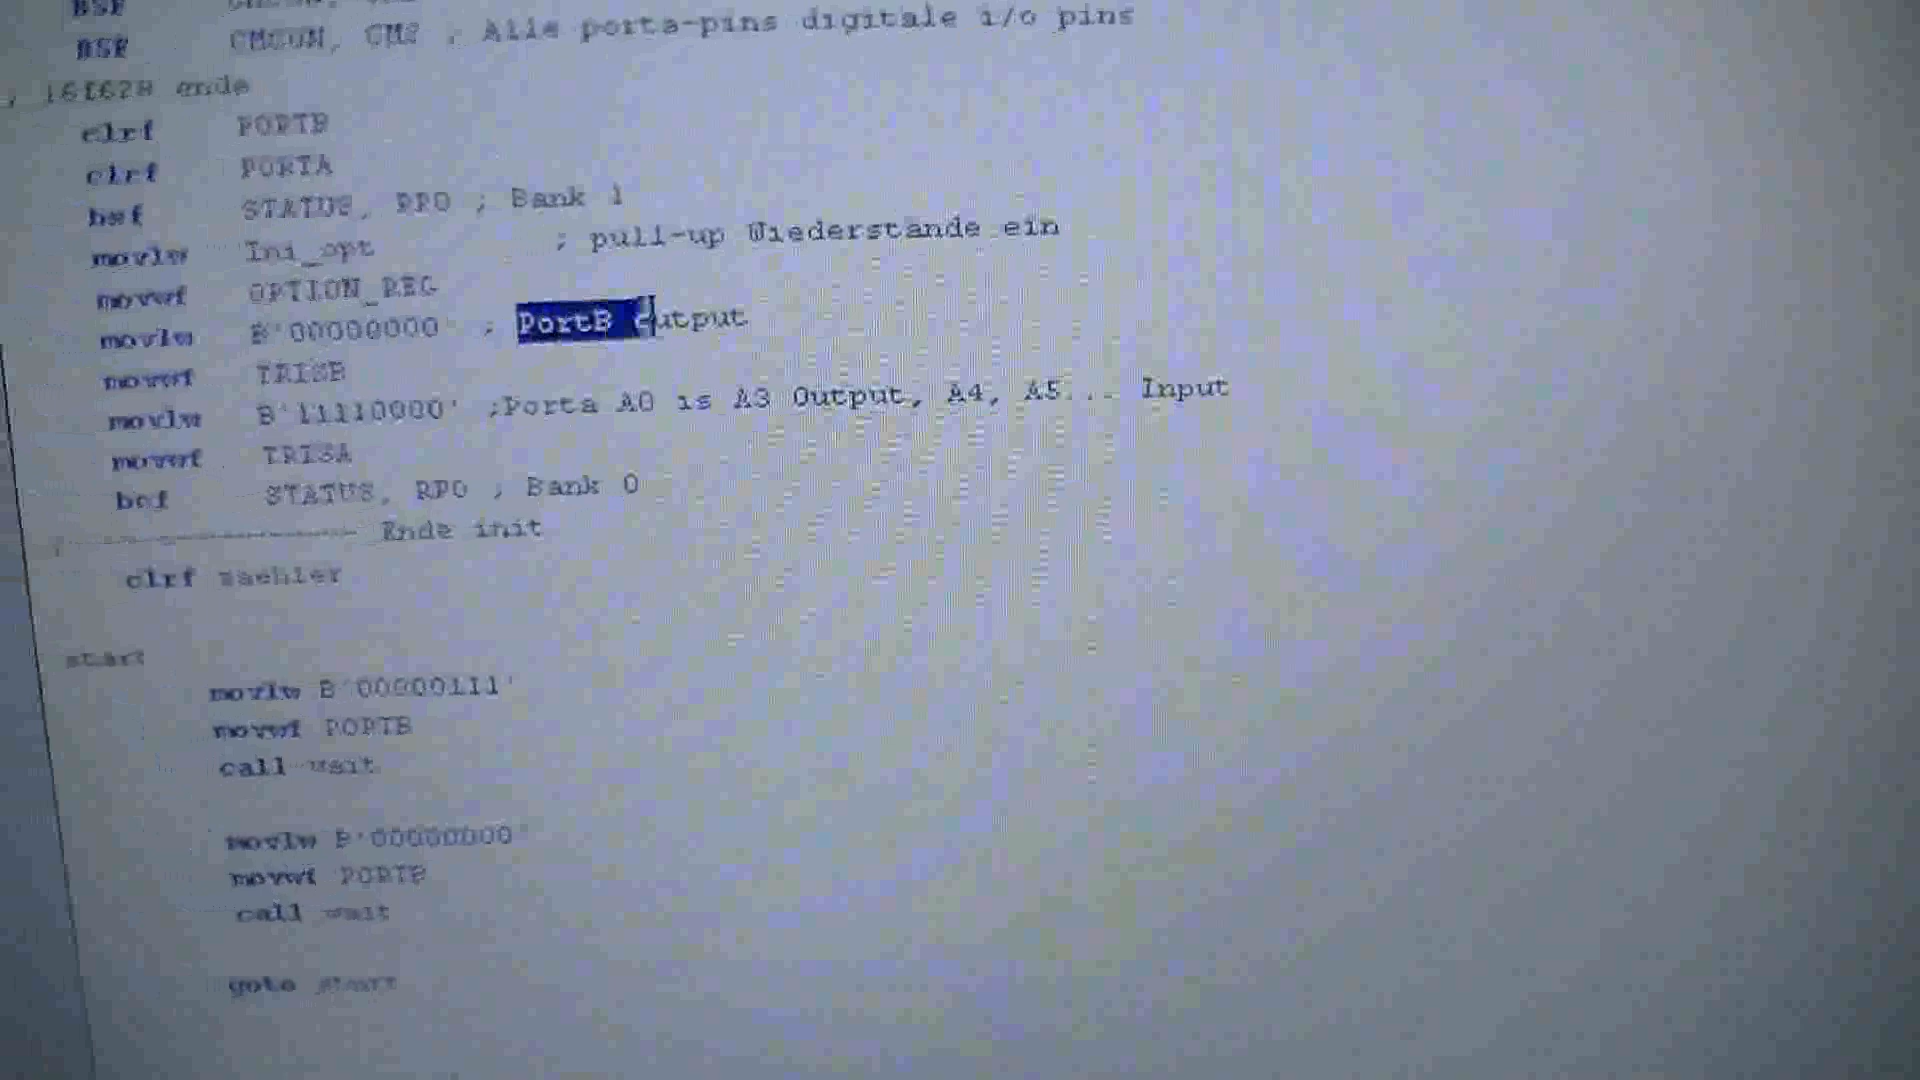 BSF
BSF CMCON, CM2 ; Alle porta-pins digitale i/o pins
; 16f628 ende
clrf PORTB
clrf PORTA
bsf STATUS, RP0 ; Bank 1
movlw Ini_opt ; pull-up Wiederstande ein
movwf OPTION_REG
movlw B'00000000' ; PortB output
movwf TRISB
movlw B'11110000' ;Porta A0 is A3 Output, A4, A5... Input
movwf TRISA
bcf STATUS, RP0 ; Bank 0
;-------------------- Ende init
clrf zaehler
start
movlw B'00000111'
movwf PORTB
call wait
movlw B'00000000'
movwf PORTB
call wait
goto start